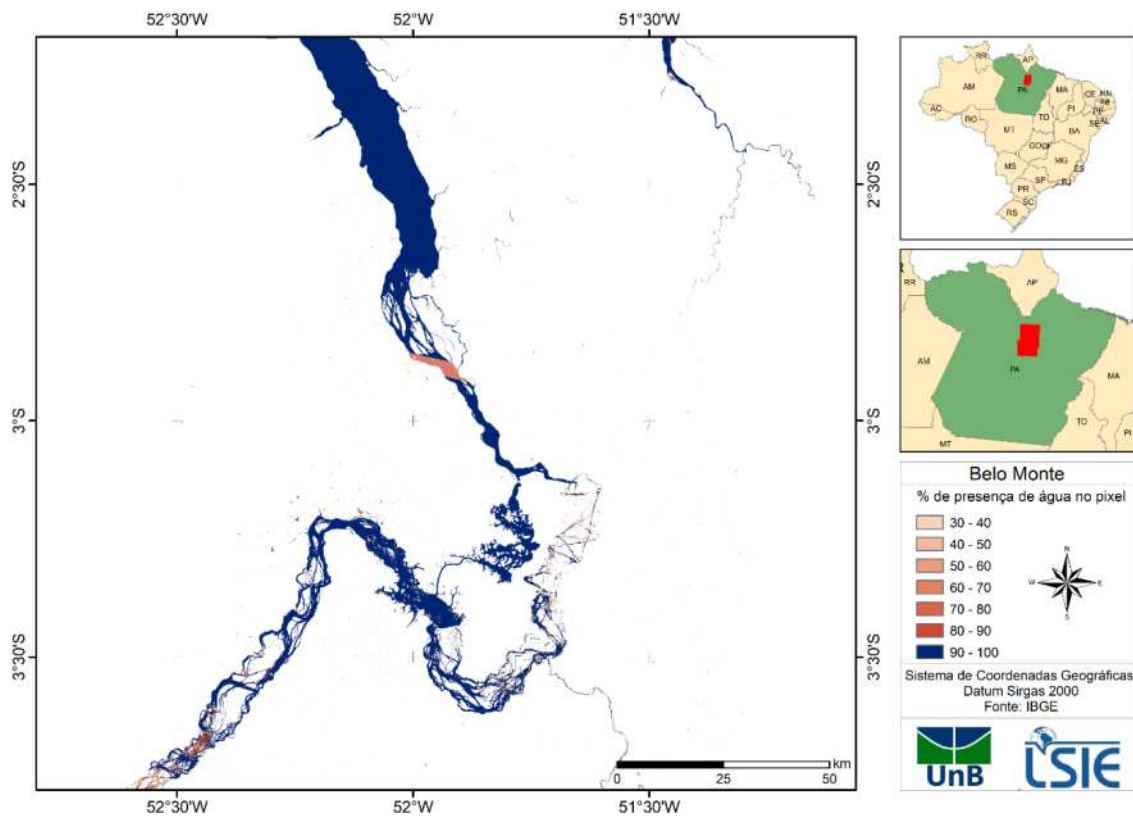 52°30'W 52°W 51°30'W
2°30'S
3°S
3°30'S
2°30'S
3°S
3°30'S
52°30'W 52°W 51°30'W
km
0 25 50
RR AP
AM PA MA CE RN
PB
AC RO TO PI PE
SE AL
MT BA
GO DF
MS MG ES
SP RJ
PR
SC
RS
RR AP
AM PA MA
TO
MT PI
Belo Monte
% de presença de água no pixel
30 - 40
40 - 50
50 - 60
60 - 70
70 - 80
80 - 90
90 - 100
N
W E
S
Sistema de Coordenadas Geográficas
Datum Sirgas 2000
Fonte: IBGE
UnB LSIE